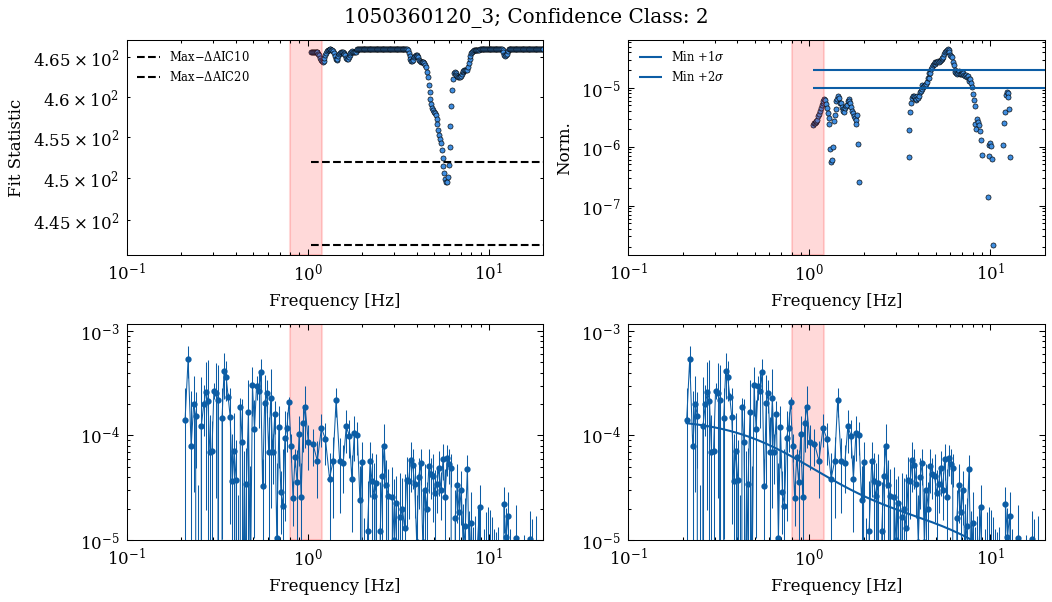 1050360120_3; Confidence Class: 2
Fit Statistic
4.65 × 10²
4.6 × 10²
4.55 × 10²
4.5 × 10²
4.45 × 10²
Max−ΔAIC10
Max−ΔAIC20
10⁻¹ 10⁰ 10¹
Frequency [Hz]
Norm.
10⁻⁵
10⁻⁶
10⁻⁷
Min +1σ
Min +2σ
10⁻¹ 10⁰ 10¹
Frequency [Hz]
10⁻³
10⁻⁴
10⁻⁵
10⁻¹ 10⁰ 10¹
Frequency [Hz]
10⁻³
10⁻⁴
10⁻⁵
10⁻¹ 10⁰ 10¹
Frequency [Hz]